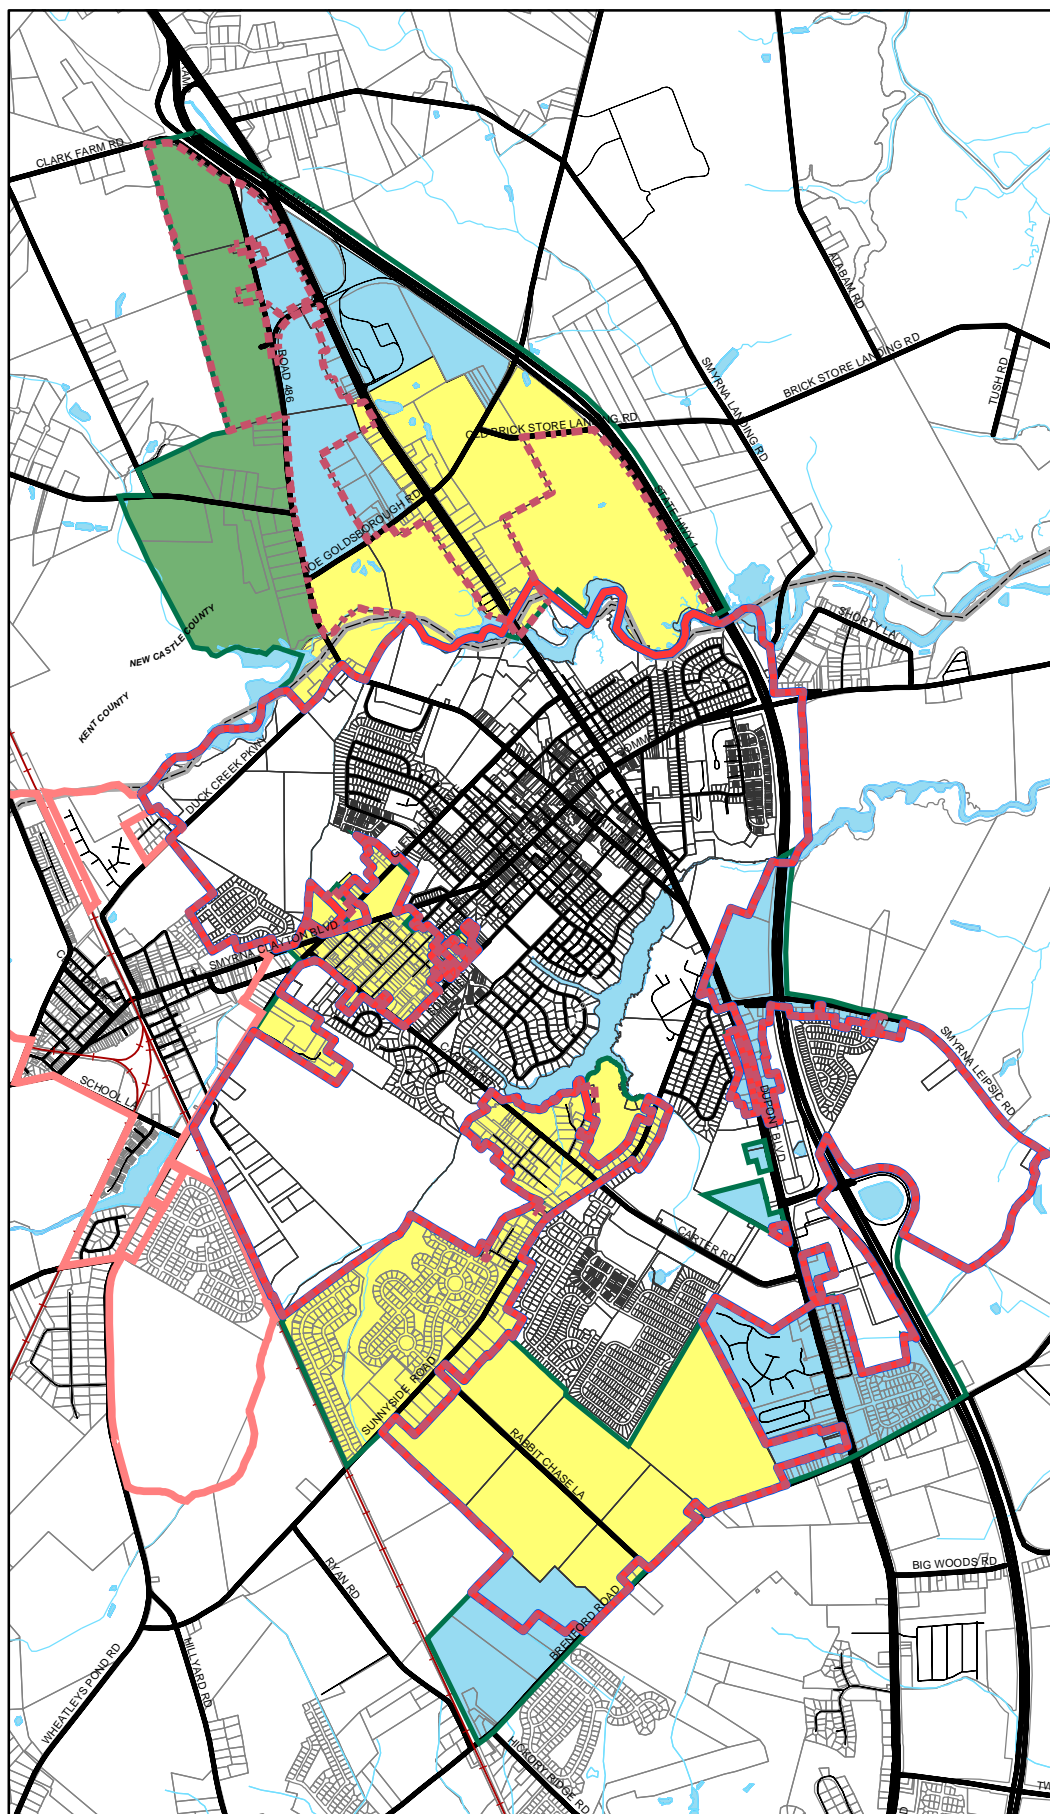 CLARK FARM RD
ALABAM RD
BRICK STORE LANDING RD
TUSH RD
SMYRNA LANDING RD
ROAD 486
OLD BRICK STORE LANDING RD
STATE HWY 1
JOE GOLDSBOROUGH RD
NEW CASTLE COUNTY
KENT COUNTY
SHORTY LA
DUCK CREEK PKWY
SMYRNA CLAYTON BLVD
SCHOOL LA
SMYRNA LEIPSIC RD
DUPONT BLVD
CARTER RD
SUNNYSIDE ROAD
RABBIT CHASE LA
BIG WOODS RD
RYAN RD
BRENFORD ROAD
WHEATLEYS POND RD
HILLYARD RD
HICKORY RIDGE RD
TW